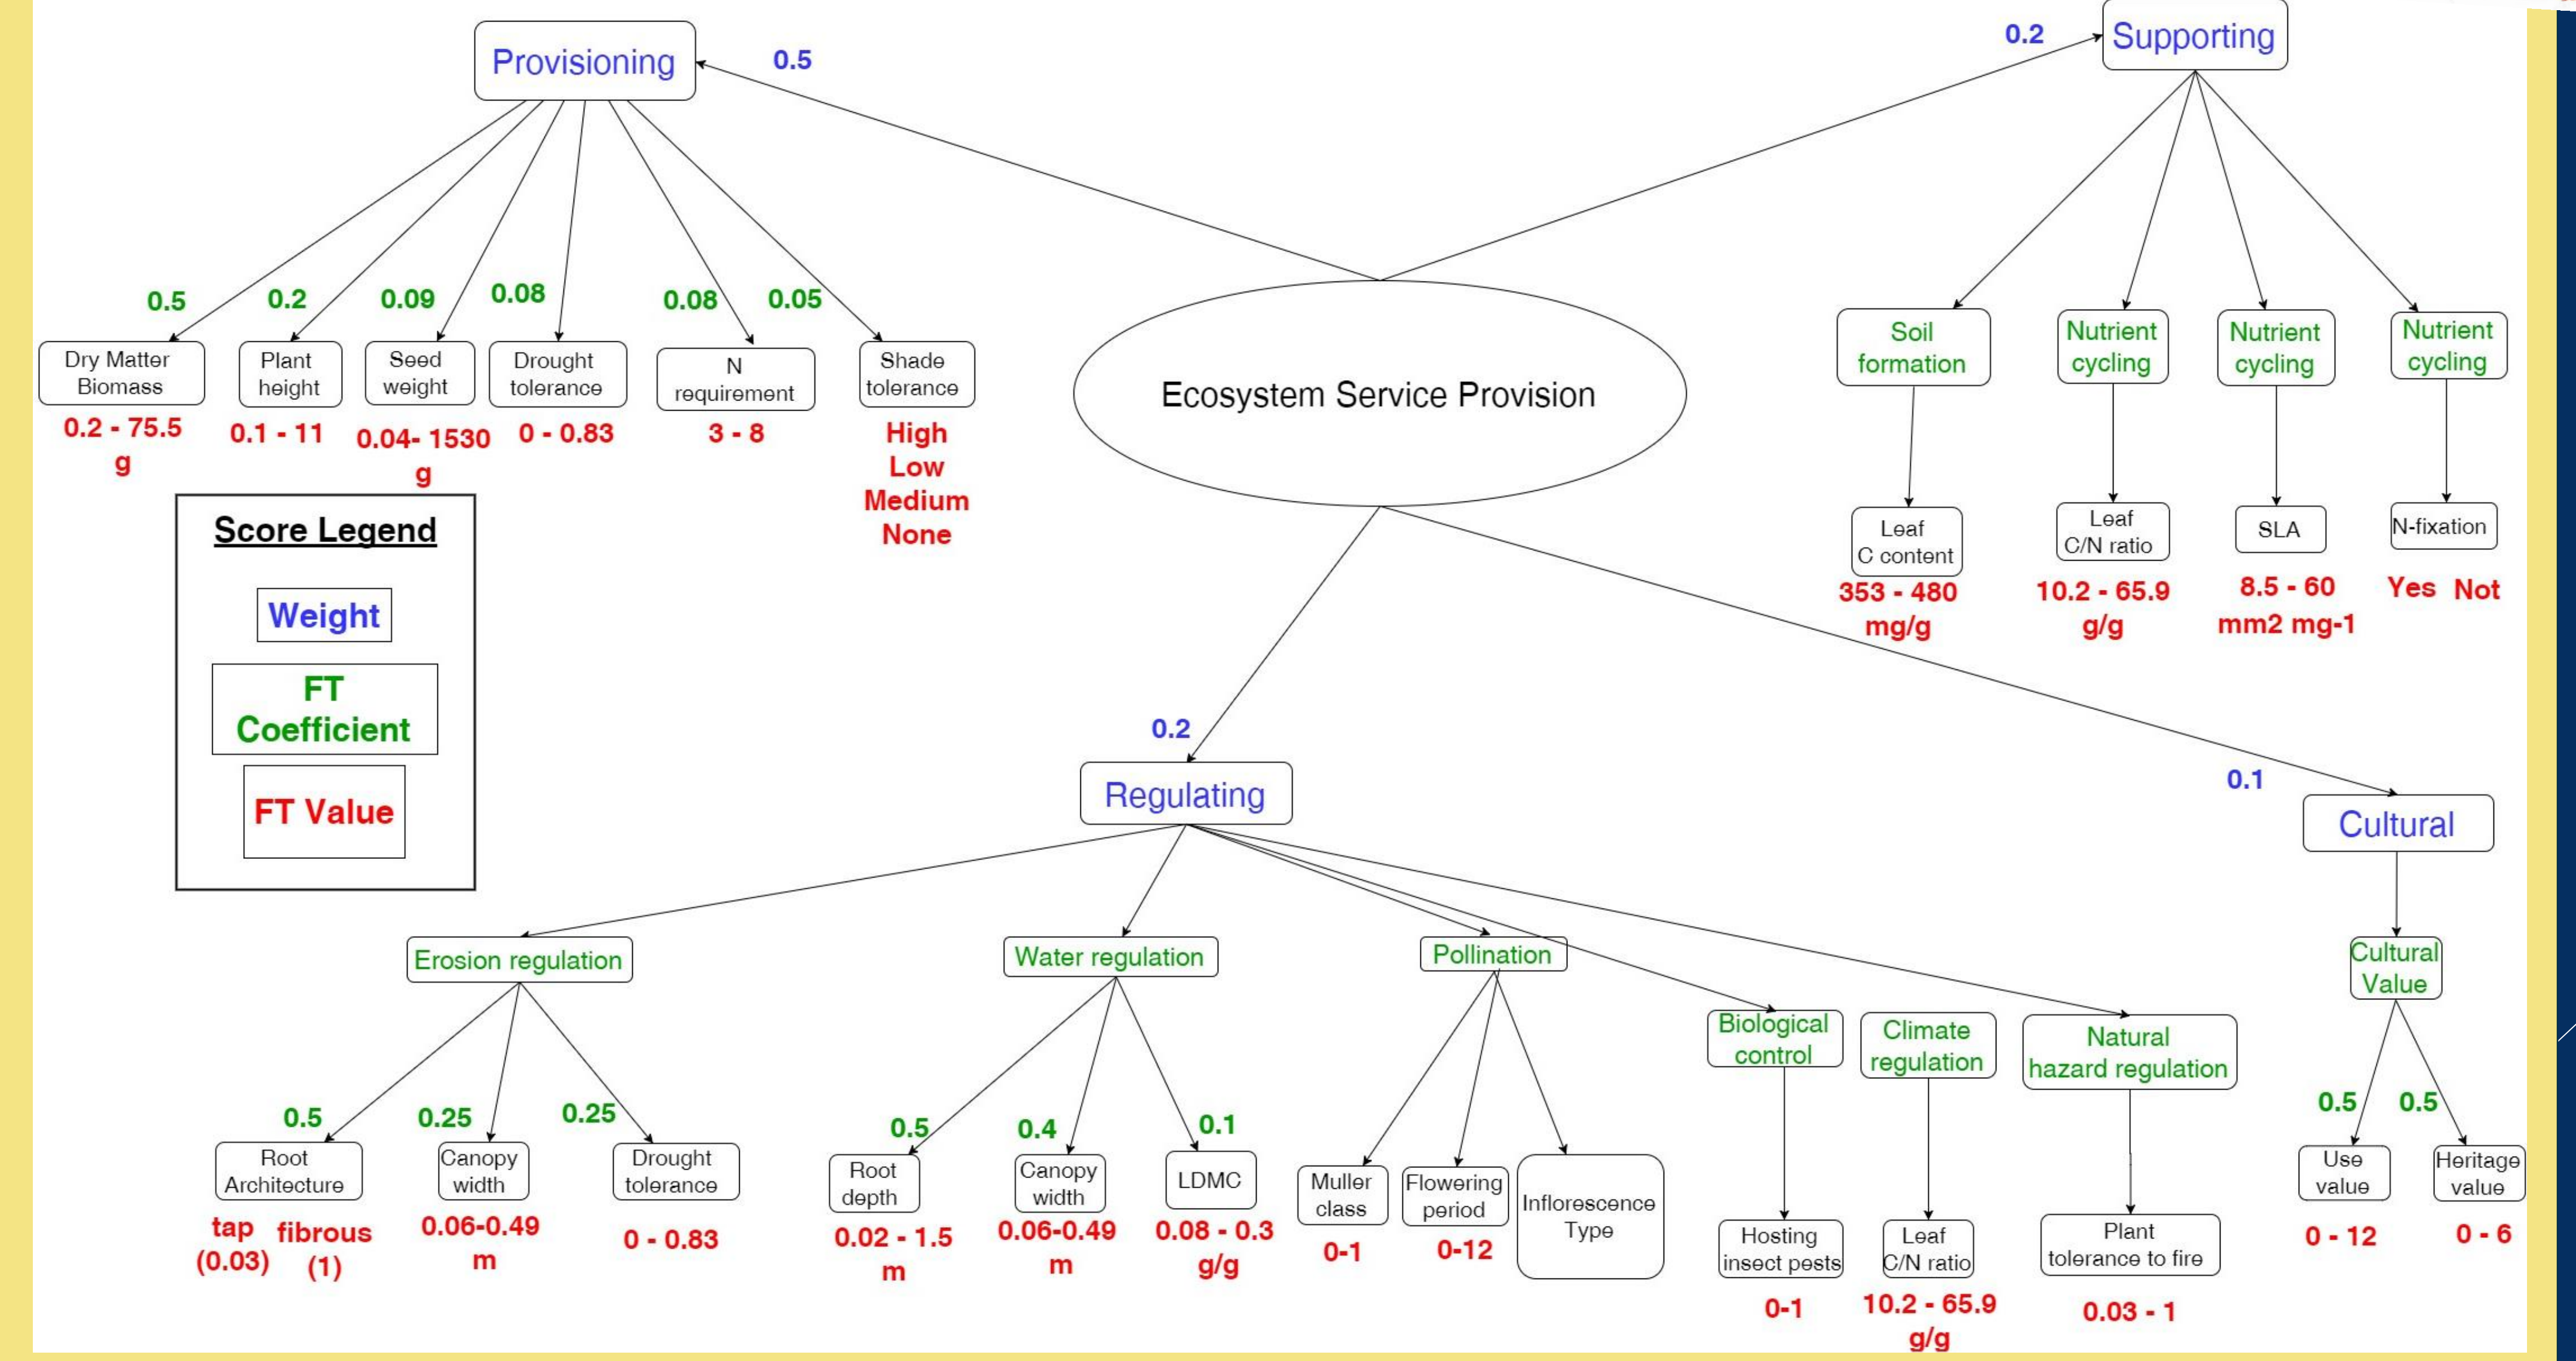 Provisioning
0.5
0.2
Supporting
0.5
0.2
0.09
0.08
0.08
0.05
Dry Matter
Biomass
Plant
height
Seed
weight
Drought
tolerance
N
requirement
Shade
tolerance
0.2 - 75.5
g
0.1 - 11
0.04- 1530
g
0 - 0.83
3 - 8
High
Low
Medium
None
Ecosystem Service Provision
Soil
formation
Nutrient
cycling
Nutrient
cycling
Nutrient
cycling
Leaf
C content
Leaf
C/N ratio
SLA
N-fixation
353 - 480
mg/g
10.2 - 65.9
g/g
8.5 - 60
mm2 mg-1
Yes Not
Score Legend
Weight
FT
Coefficient
FT Value
0.2
Regulating
0.1
Cultural
Erosion regulation
Water regulation
Pollination
Biological
control
Climate
regulation
Natural
hazard regulation
Cultural
Value
0.5
0.25
0.25
0.5
0.4
0.1
0.5
0.5
Root
Architecture
Canopy
width
Drought
tolerance
Root
depth
Canopy
width
LDMC
Muller
class
Flowering
period
Inflorescence
Type
Hosting
insect pests
Leaf
C/N ratio
Plant
tolerance to fire
Use
value
Heritage
value
tap
(0.03)
fibrous
(1)
0.06-0.49
m
0 - 0.83
0.02 - 1.5
m
0.06-0.49
m
0.08 - 0.3
g/g
0-1
0-12
0-1
10.2 - 65.9
g/g
0.03 - 1
0 - 12
0 - 6